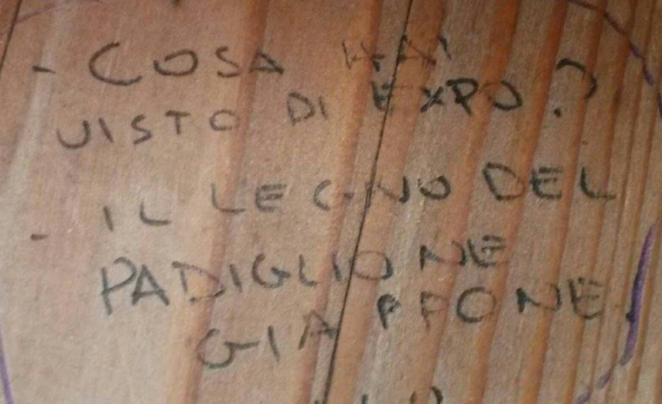 - COSA HAI
VISTO DI EXPO?
- IL LEGNO DEL
PADIGLIONE
GIAPPONE.